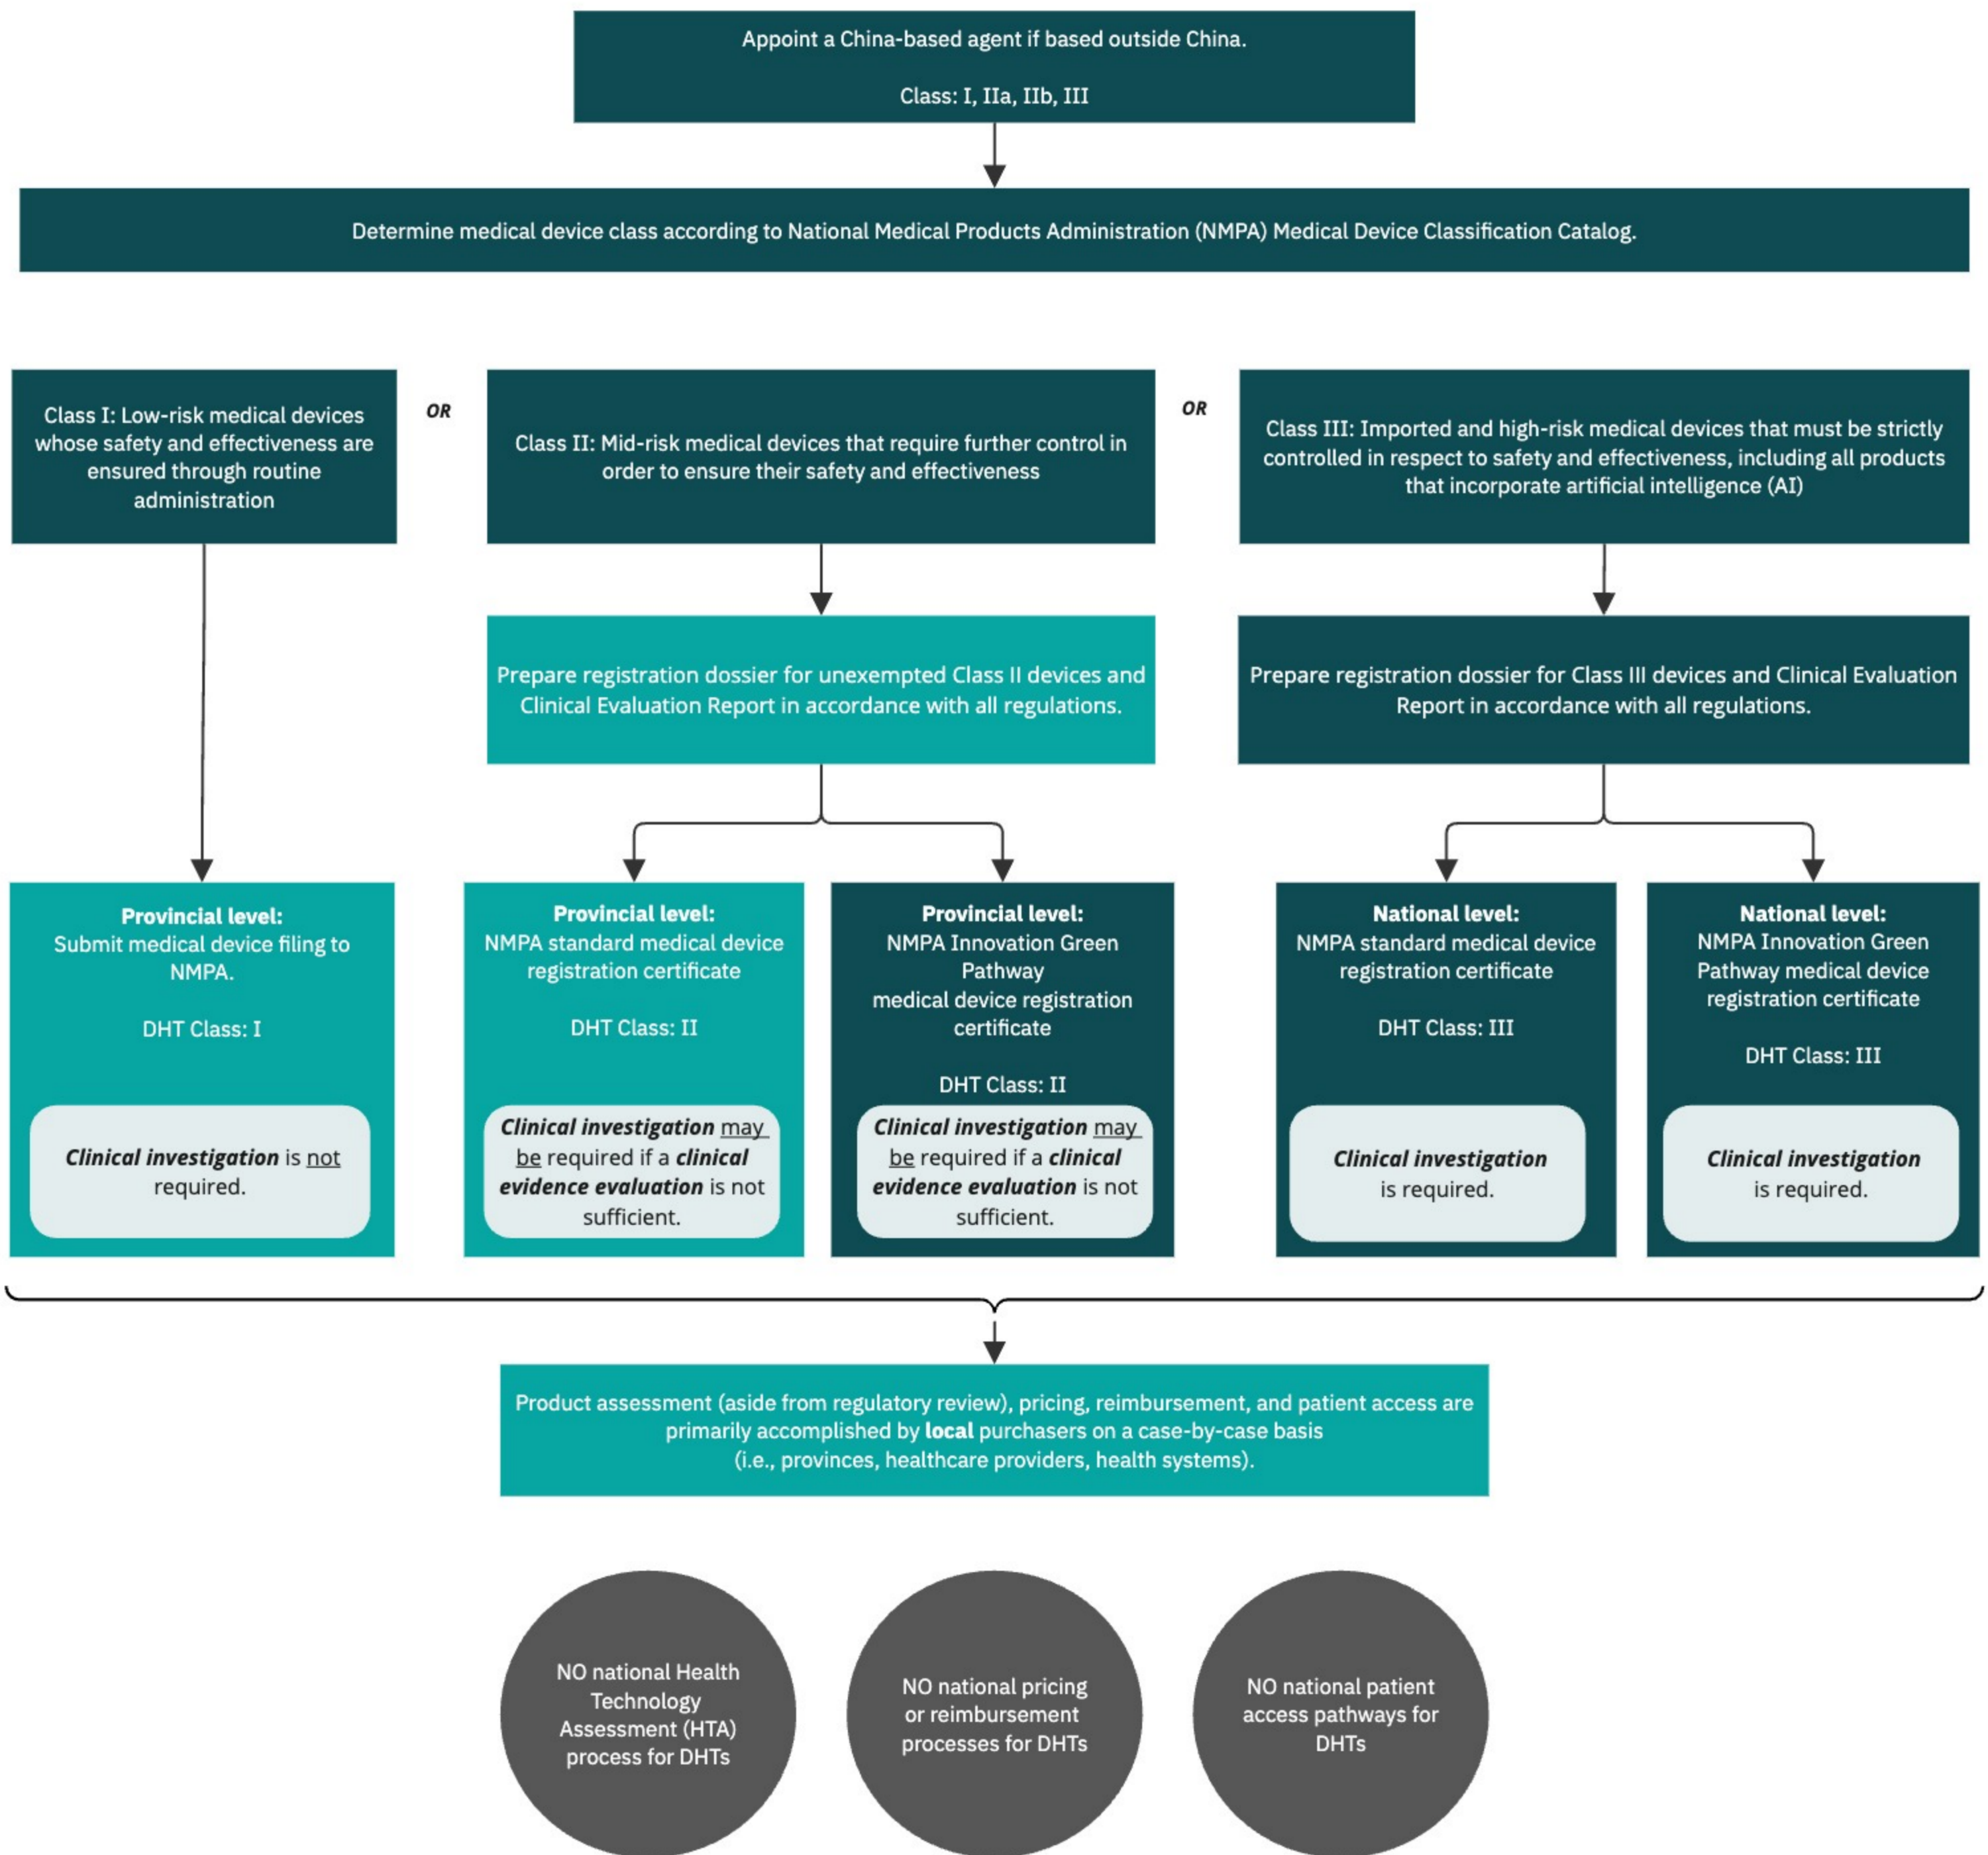 Appoint a China-based agent if based outside China.
Class: I, IIa, IIb, III
Determine medical device class according to National Medical Products Administration (NMPA) Medical Device Classification Catalog.
Class I: Low-risk medical devices
whose safety and effectiveness are
ensured through routine
administration
OR
Class II: Mid-risk medical devices that require further control in
order to ensure their safety and effectiveness
OR
Class III: Imported and high-risk medical devices that must be strictly
controlled in respect to safety and effectiveness, including all products
that incorporate artificial intelligence (AI)
Prepare registration dossier for unexempted Class II devices and
Clinical Evaluation Report in accordance with all regulations.
Prepare registration dossier for Class III devices and Clinical Evaluation
Report in accordance with all regulations.
Provincial level:
Submit medical device filing to
NMPA.
DHT Class: I
Clinical investigation is not
required.
Provincial level:
NMPA standard medical device
registration certificate
DHT Class: II
Clinical investigation may
be required if a clinical
evidence evaluation is not
sufficient.
Provincial level:
NMPA Innovation Green
Pathway
medical device registration
certificate
DHT Class: II
Clinical investigation may
be required if a clinical
evidence evaluation is not
sufficient.
National level:
NMPA standard medical device
registration certificate
DHT Class: III
Clinical investigation
is required.
National level:
NMPA Innovation Green
Pathway medical device
registration certificate
DHT Class: III
Clinical investigation
is required.
Product assessment (aside from regulatory review), pricing, reimbursement, and patient access are
primarily accomplished by local purchasers on a case-by-case basis
(i.e., provinces, healthcare providers, health systems).
NO national Health
Technology
Assessment (HTA)
process for DHTs
NO national pricing
or reimbursement
processes for DHTs
NO national patient
access pathways for
DHTs